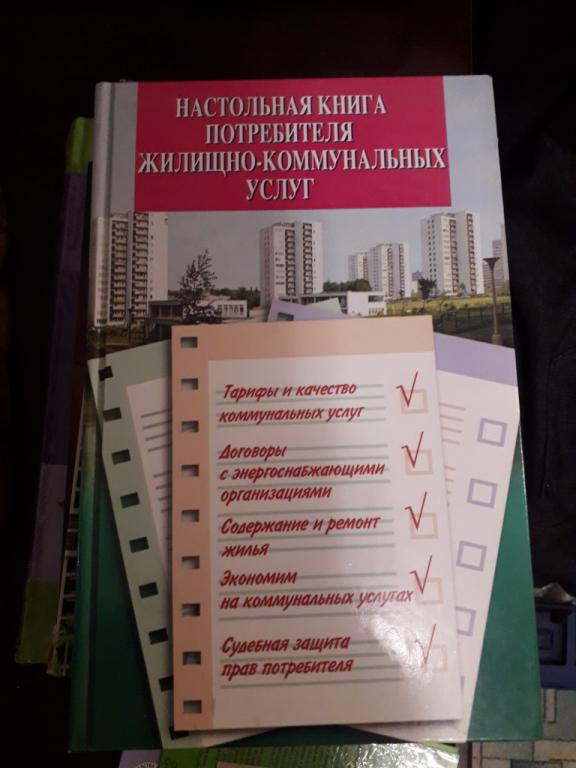 НАСТОЛЬНАЯ КНИГА
ПОТРЕБИТЕЛЯ
ЖИЛИЩНО-КОММУНАЛЬНЫХ
УСЛУГ
Тарифы и качество
коммунальных услуг
Договоры
с энергоснабжающими
организациями
Содержание и ремонт
жилья
Экономим
на коммунальных услугах
Судебная защита
прав потребителя